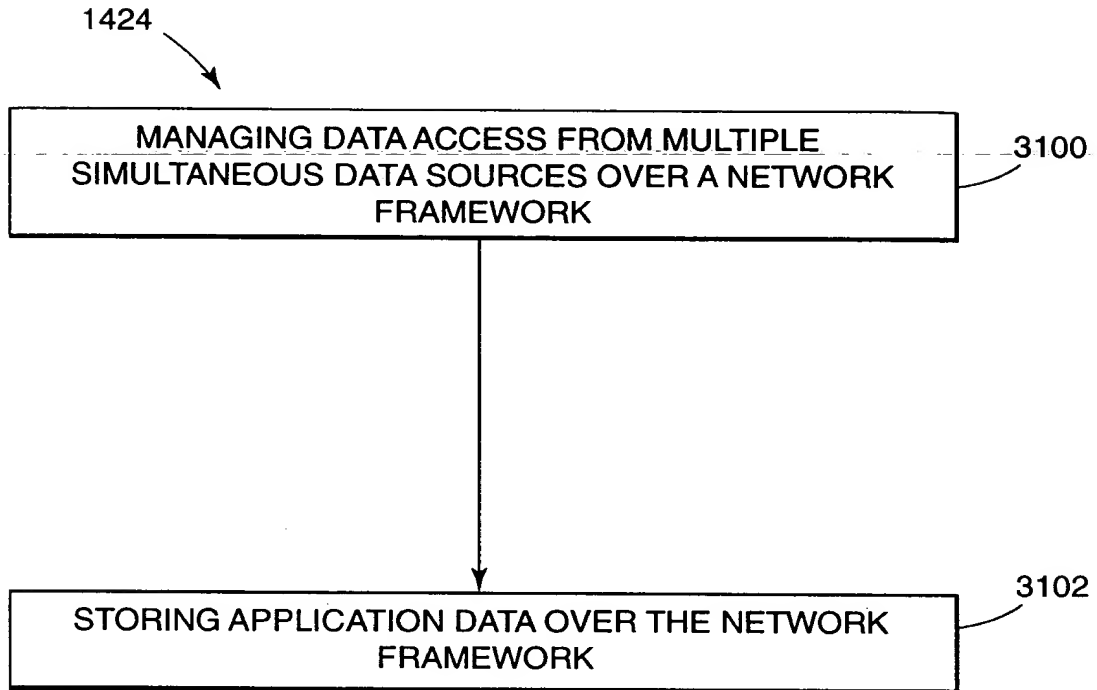 1424
MANAGING DATA ACCESS FROM MULTIPLE
SIMULTANEOUS DATA SOURCES OVER A NETWORK
FRAMEWORK
3100
STORING APPLICATION DATA OVER THE NETWORK
FRAMEWORK
3102